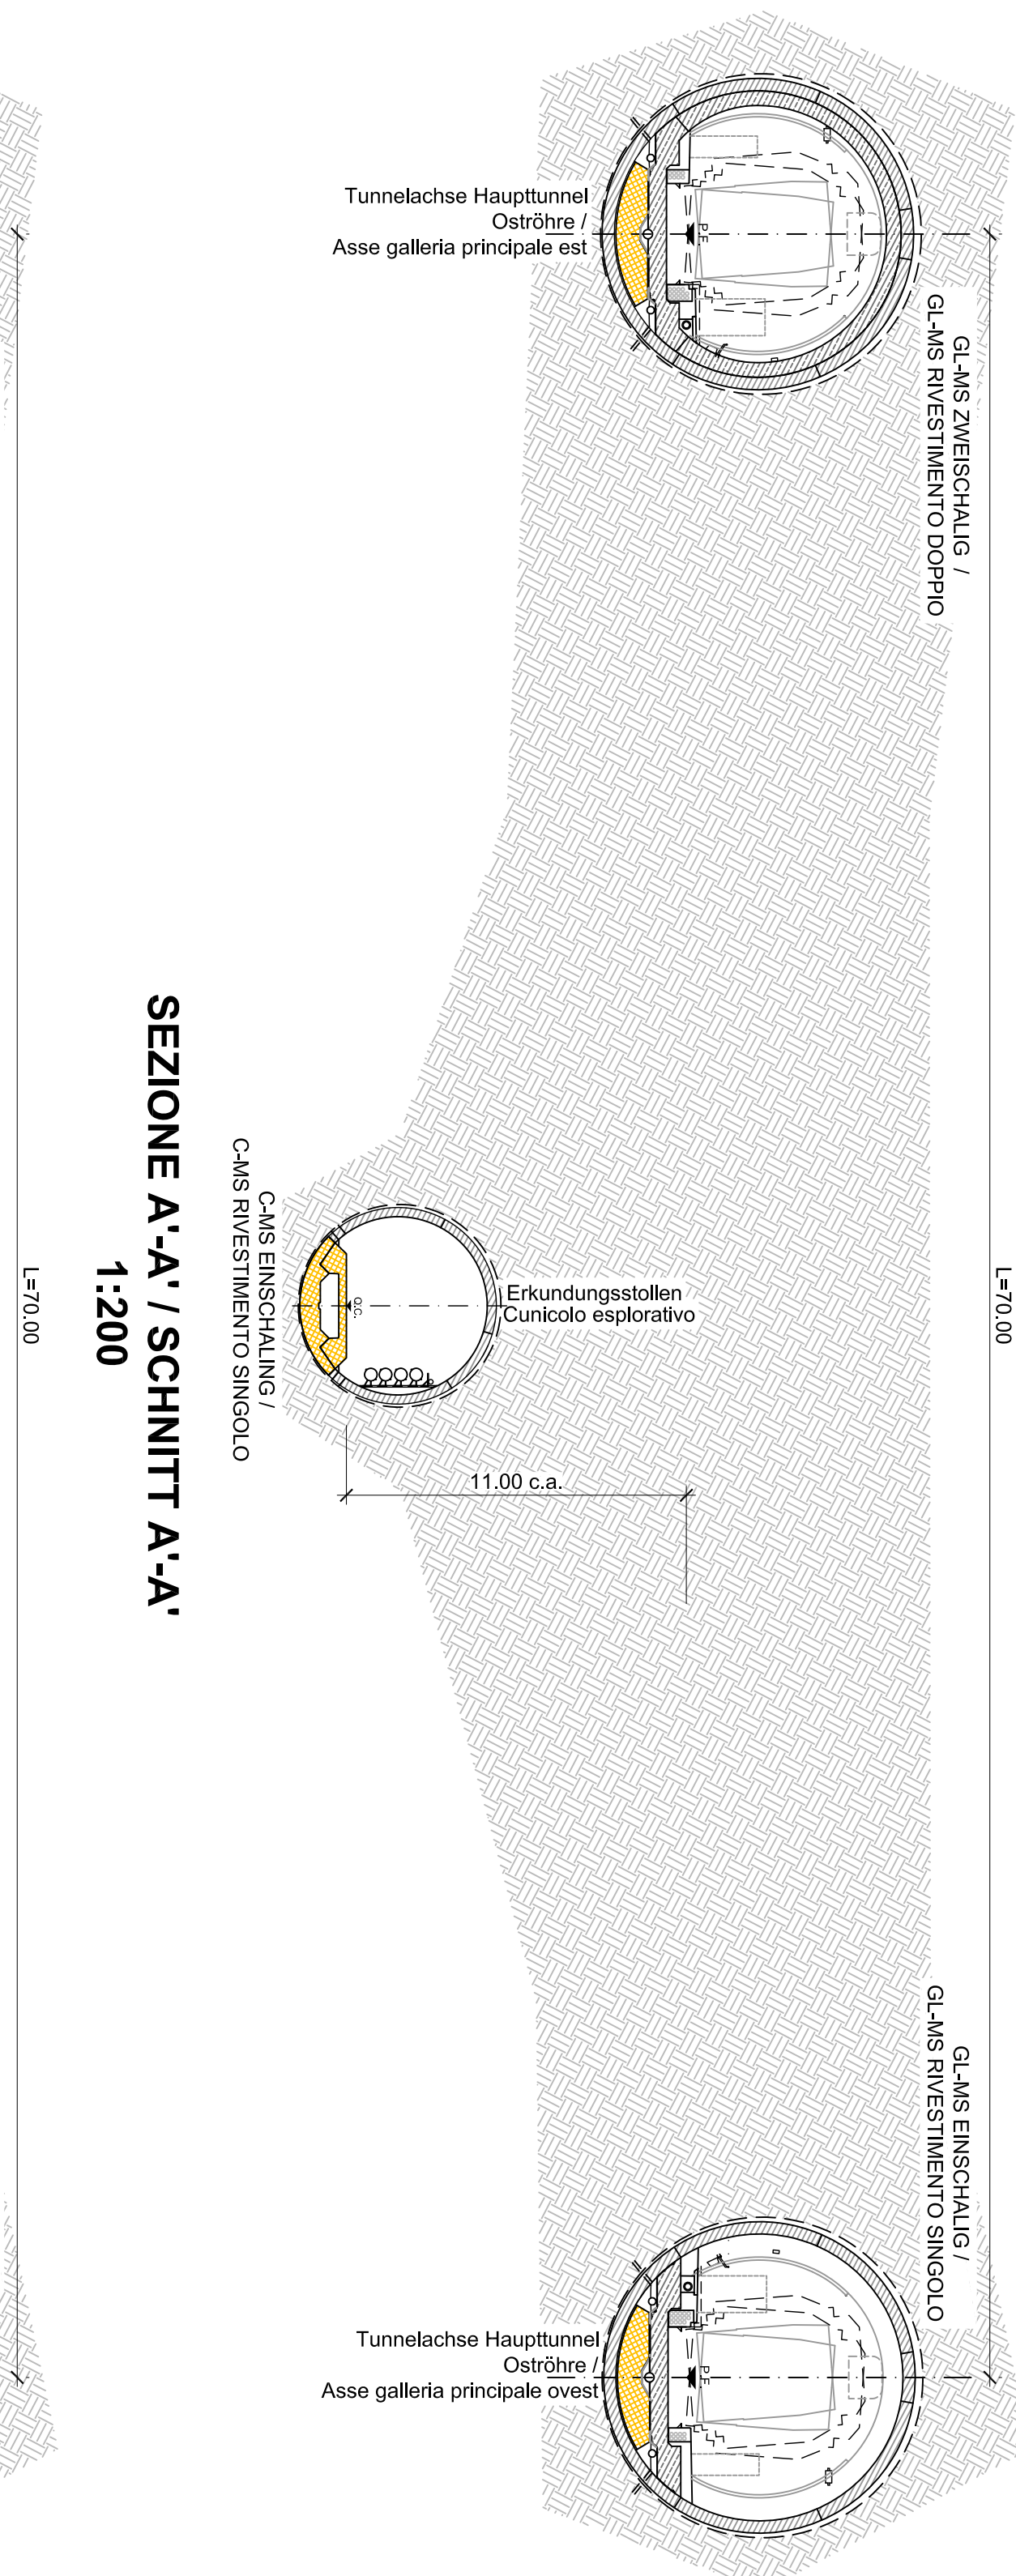 Tunnelachse Haupttunnel
Oströhre /
Asse galleria principale est
GL-MS ZWEISCHALIG /
GL-MS RIVESTIMENTO DOPPIO
P.F.
L=70.00
L=70.00
SEZIONE A'-A' / SCHNITT A'-A'
1:200
C-MS EINSCHALING /
C-MS RIVESTIMENTO SINGOLO
Q.C.
Erkundungsstollen
Cunicolo esplorativo
11.00 c.a.
GL-MS EINSCHALIG /
GL-MS RIVESTIMENTO SINGOLO
Tunnelachse Haupttunnel
Oströhre /
Asse galleria principale ovest
P.F.